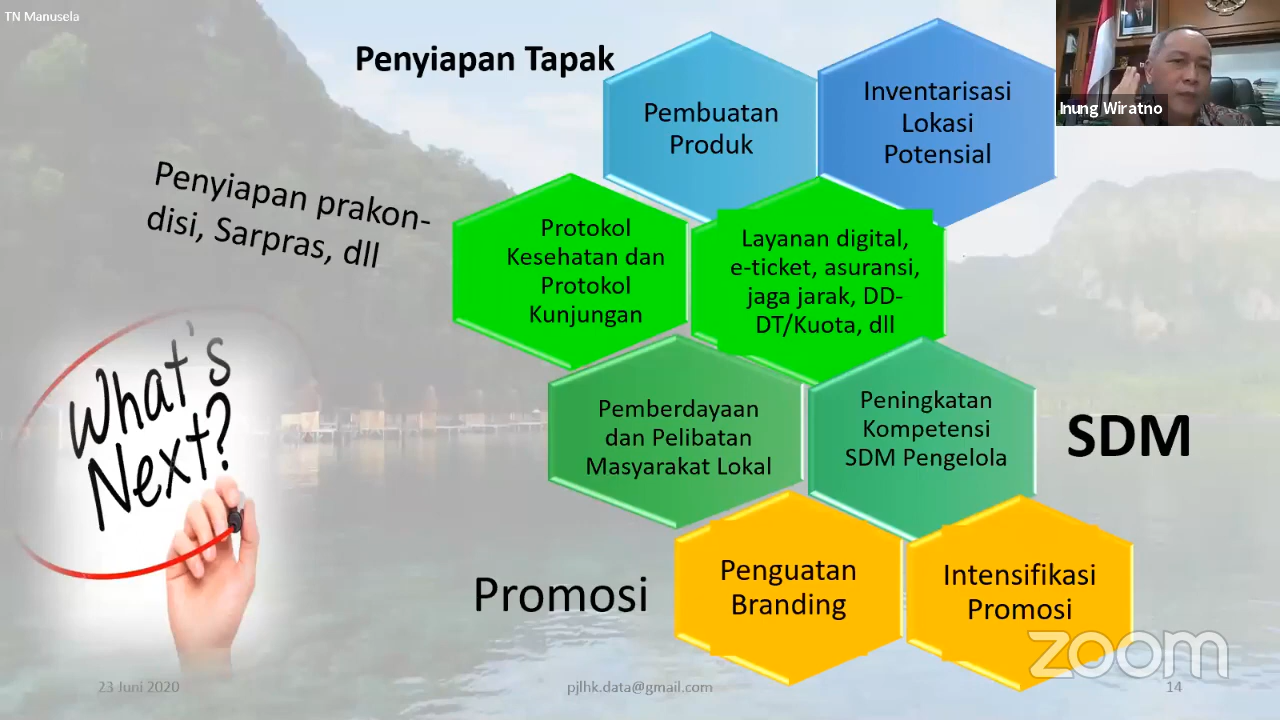 TN Manusela
Penyiapan Tapak
Pembuatan
Produk
Inventarisasi
Lokasi
Potensial
Inung Wiratno
Penyiapan prakon-
disi, Sarpras, dll
Protokol
Kesehatan dan
Protokol
Kunjungan
Layanan digital,
e-ticket, asuransi,
jaga jarak, DD-
DT/Kuota, dll
What's
Next?
Pemberdayaan
dan Pelibatan
Masyarakat Lokal
Peningkatan
Kompetensi
SDM Pengelola
SDM
Promosi
Penguatan
Branding
Intensifikasi
Promosi
zoom
23 Juni 2020
pjlhk.data@gmail.com
14